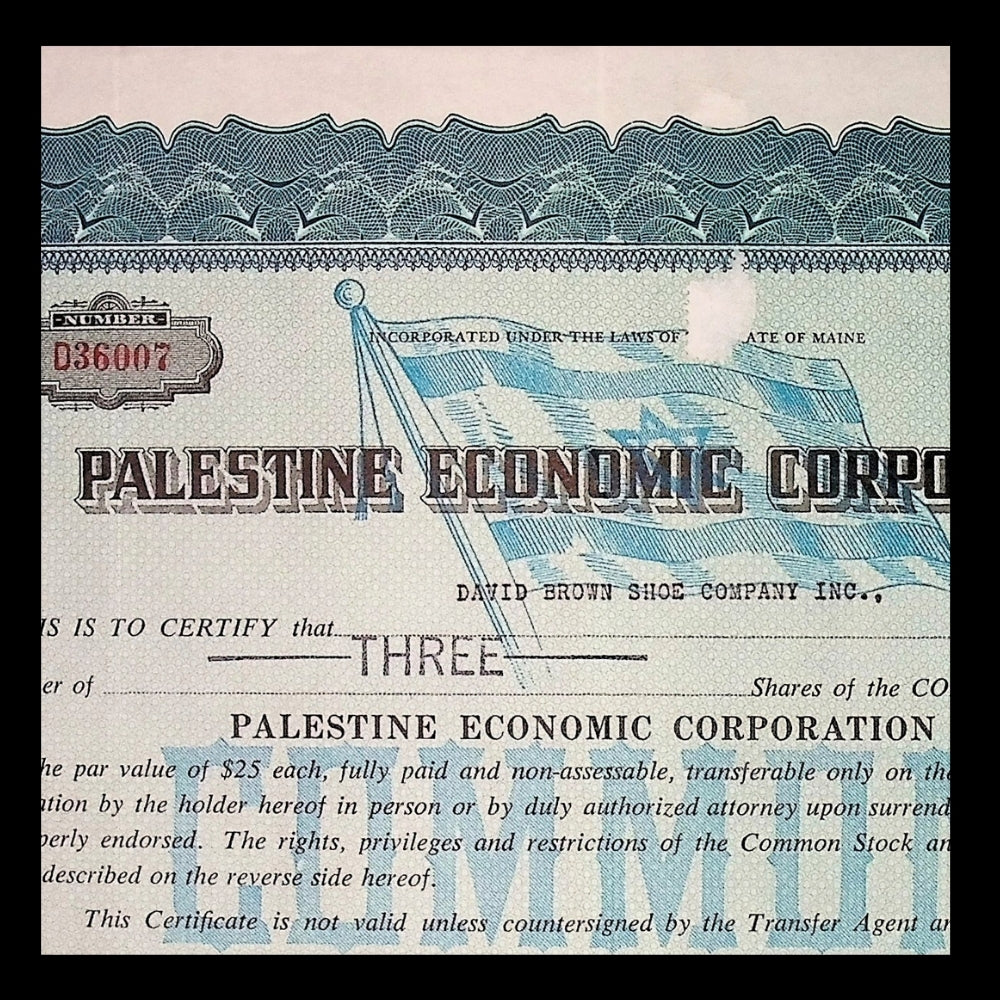 NUMBER
D36007
INCORPORATED UNDER THE LAWS OF ATE OF MAINE
PALESTINE ECONOMIC CORPO
DAVID BROWN SHOE COMPANY INC.,
IS IS TO CERTIFY that
THREE
er of Shares of the CO
PALESTINE ECONOMIC CORPORATION
he par value of $25 each, fully paid and non-assessable, transferable only on the
ation by the holder hereof in person or by duly authorized attorney upon surrend
perly endorsed. The rights, privileges and restrictions of the Common Stock an
described on the reverse side hereof.
COMMO
This Certificate is not valid unless countersigned by the Transfer Agent an